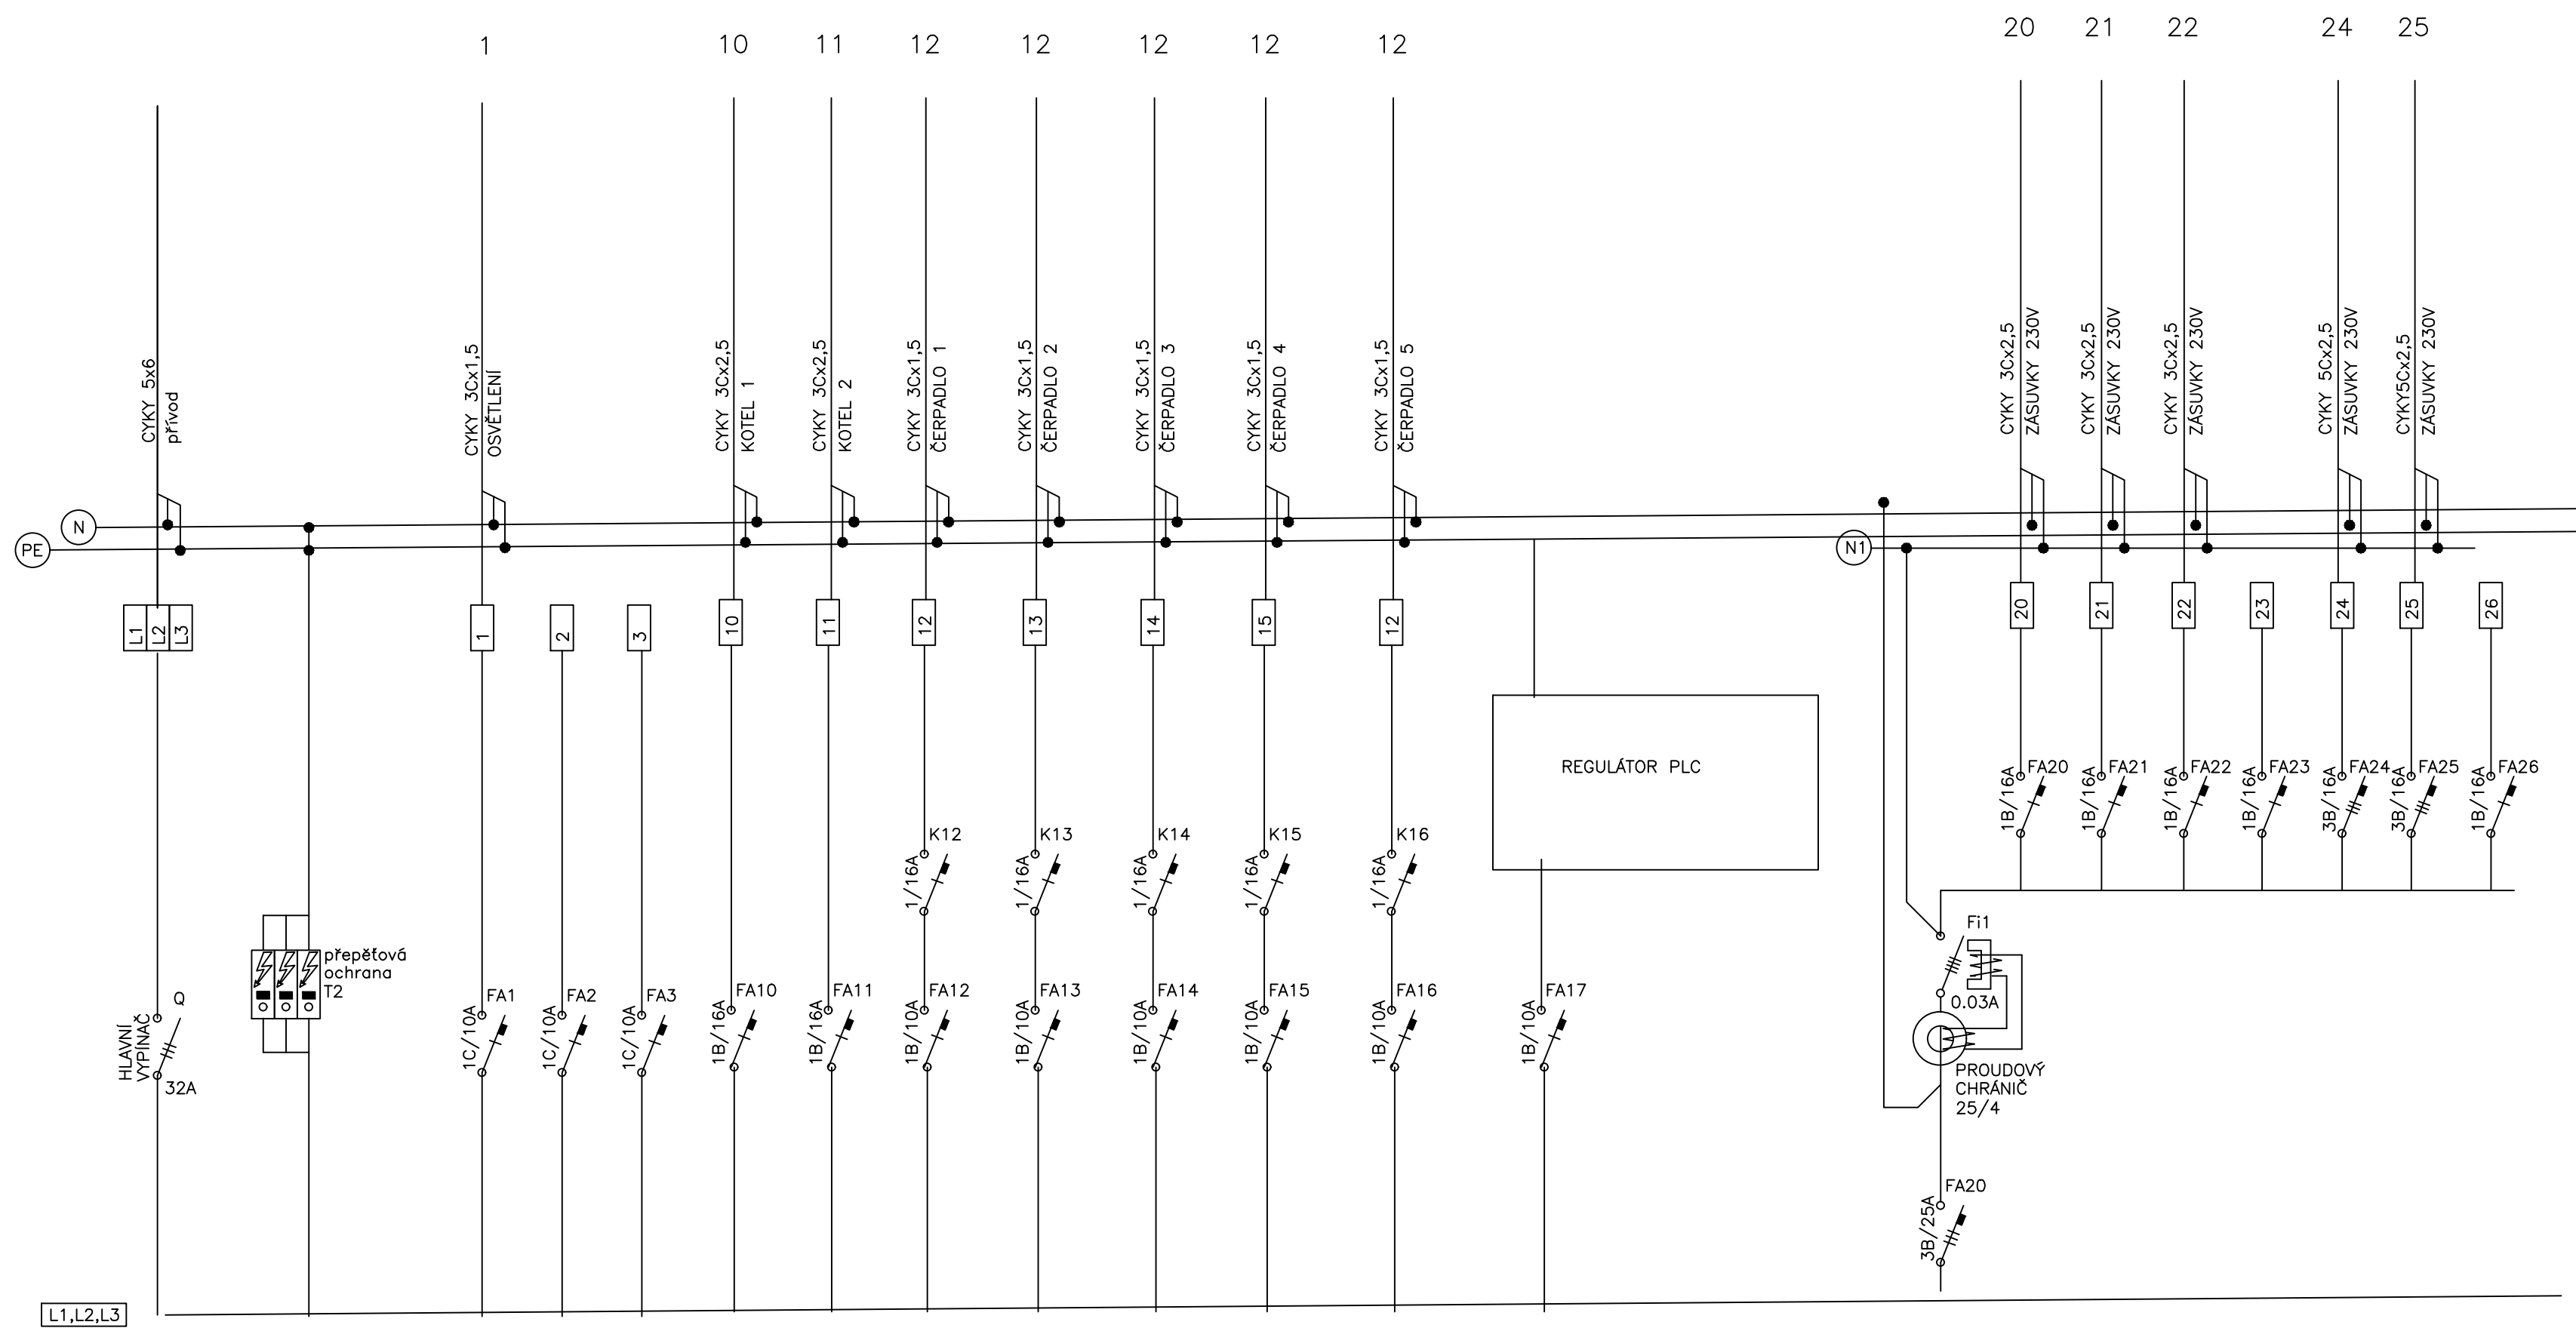 1
10
11
12
12
12
12
12
20
21
22
24
25
CYKY 5x6
přívod
CYKY 3Cx1,5
OSVĚTLENÍ
CYKY 3Cx2,5
KOTEL 1
CYKY 3Cx2,5
KOTEL 2
CYKY 3Cx1,5
ČERPADLO 1
CYKY 3Cx1,5
ČERPADLO 2
CYKY 3Cx1,5
ČERPADLO 3
CYKY 3Cx1,5
ČERPADLO 4
CYKY 3Cx1,5
ČERPADLO 5
CYKY 3Cx2,5
ZÁSUVKY 230V
CYKY 3Cx2,5
ZÁSUVKY 230V
CYKY 3Cx2,5
ZÁSUVKY 230V
CYKY 5Cx2,5
ZÁSUVKY 230V
CYKY5Cx2,5
ZÁSUVKY 230V
N
PE
N1
L1
L2
L3
1
2
3
10
11
12
13
14
15
12
20
21
22
23
24
25
26
REGULÁTOR PLC
1B/16A
FA20
1B/16A
FA21
1B/16A
FA22
1B/16A
FA23
3B/16A
FA24
3B/16A
FA25
1B/16A
FA26
K12
1/16A
K13
1/16A
K14
1/16A
K15
1/16A
K16
1/16A
přepěťová
ochrana
T2
HLAVNÍ
VYPÍNAČ
Q
32A
FA1
1C/10A
FA2
1C/10A
FA3
1C/10A
FA10
1B/16A
FA11
1B/16A
FA12
1B/10A
FA13
1B/10A
FA14
1B/10A
FA15
1B/10A
FA16
1B/10A
FA17
1B/10A
Fi1
0.03A
PROUDOVÝ
CHRÁNIČ
25/4
FA20
3B/25A
L1,L2,L3